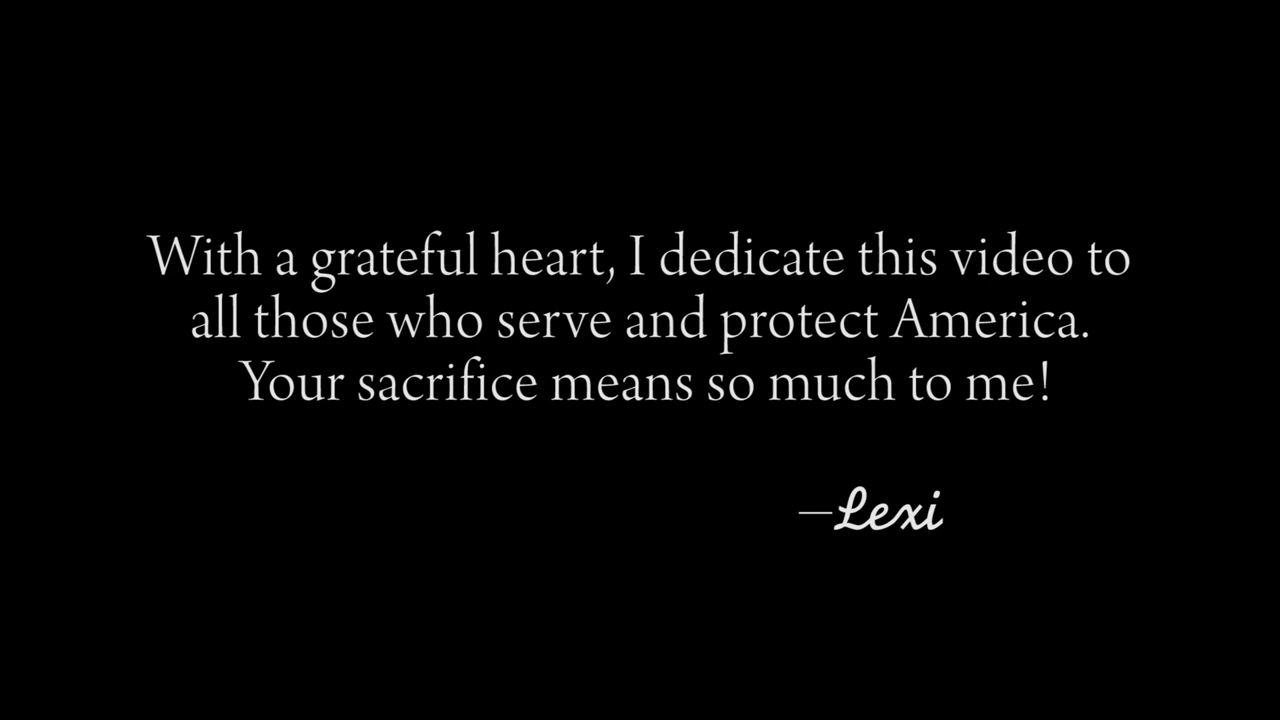 With a grateful heart, I dedicate this video to
all those who serve and protect America.
Your sacrifice means so much to me!
—Lexi